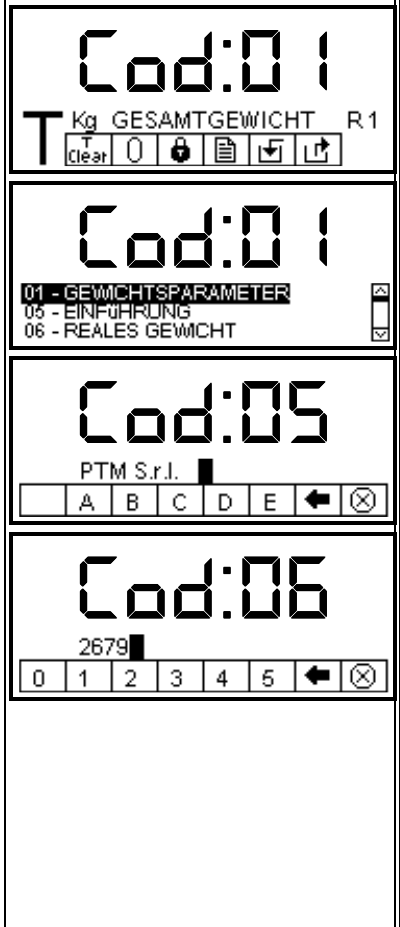 Cod:01
T Kg GESAMTGEWICHT R1
T Clear 0
Cod:01
01 - GEWICHTSPARAMETER
05 - EINFüHRUNG
06 - REALES GEWICHT
Cod:05
PTM S.r.l.
A B C D E
Cod:06
2679
0 1 2 3 4 5